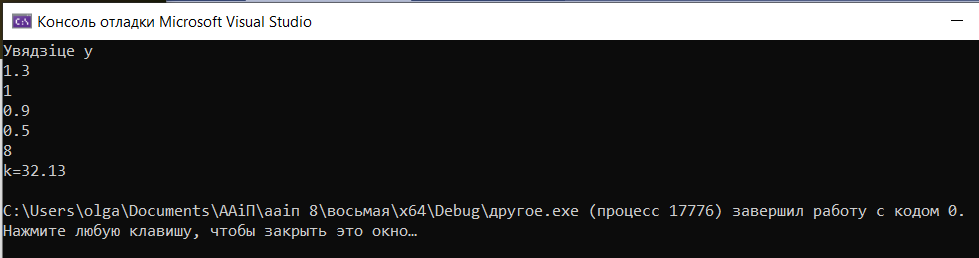 Консоль отладки Microsoft Visual Studio
Увядзіце y
1.3
1
0.9
0.5
8
k=32.13
C:\Users\olga\Documents\ААіП\ааіп 8\восьмая\x64\Debug\другое.exe (процесс 17776) завершил работу с кодом 0.
Нажмите любую клавишу, чтобы закрыть это окно…